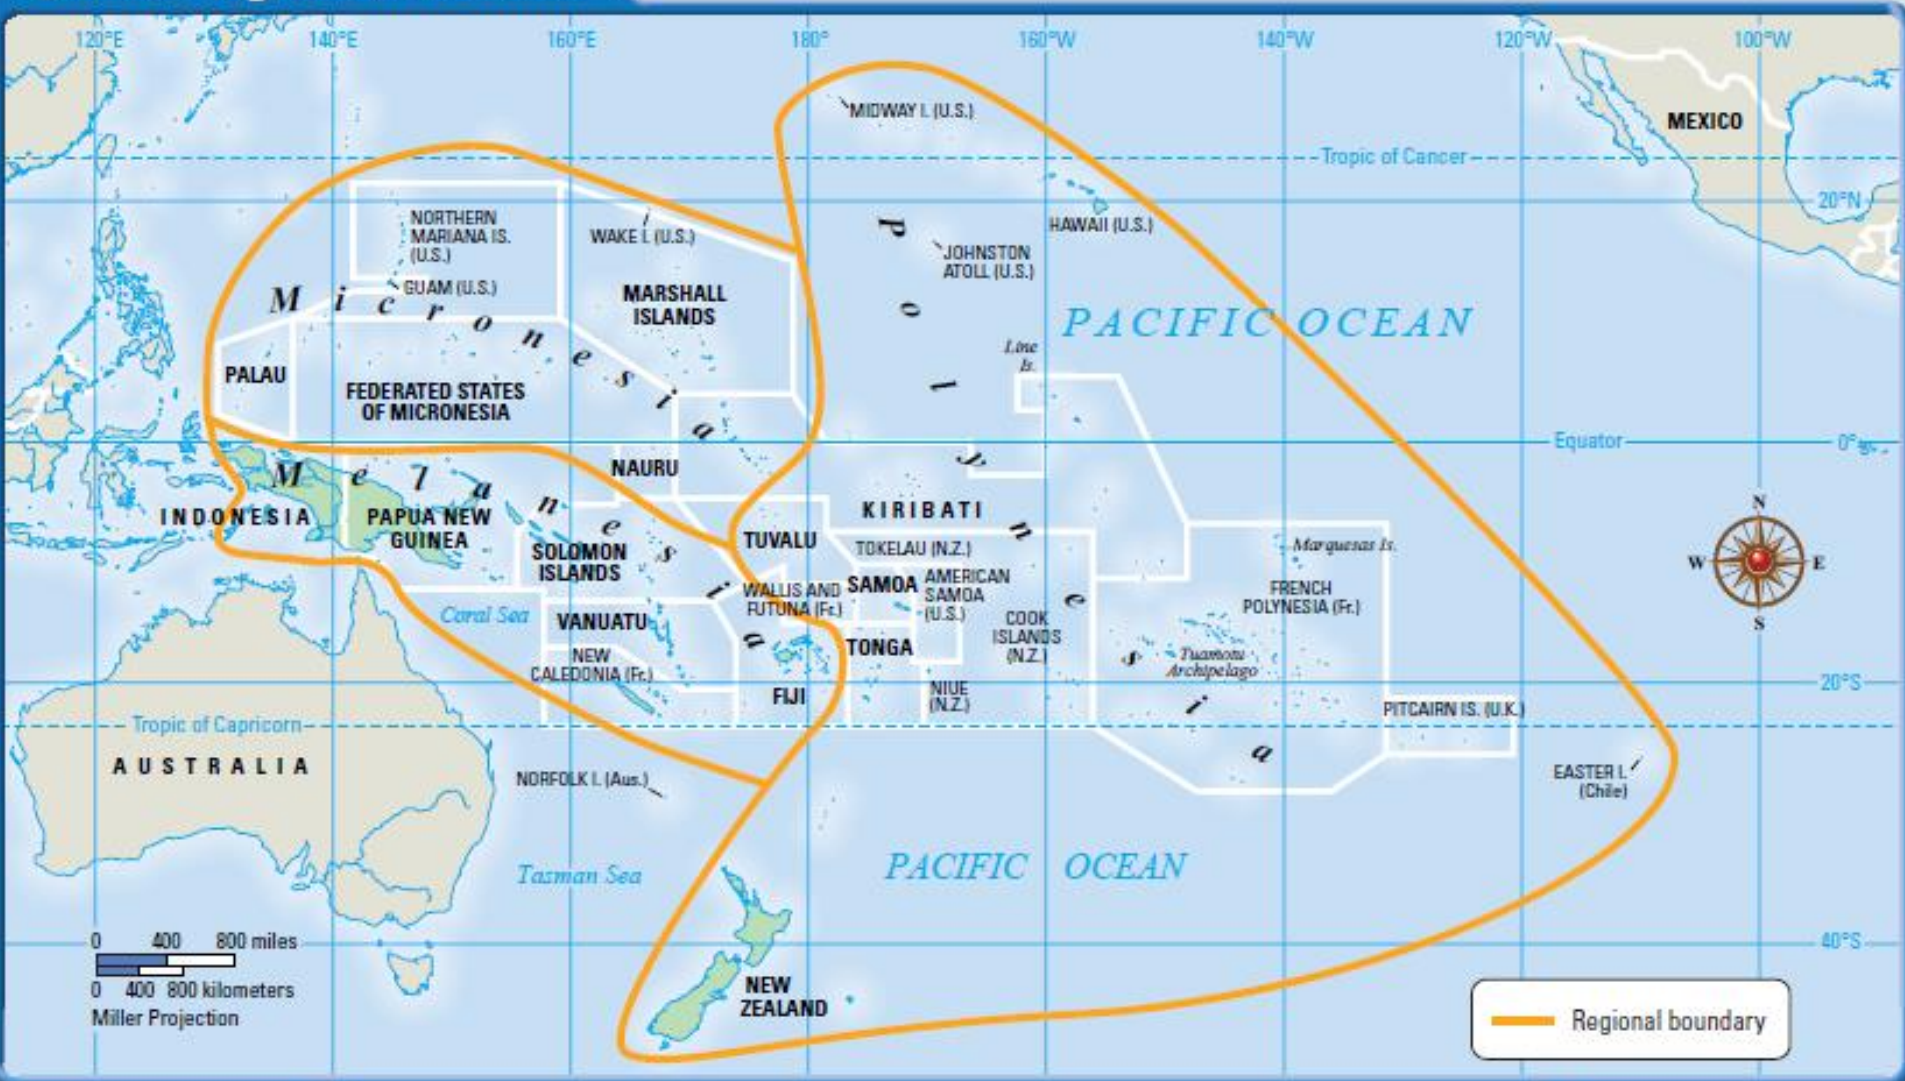 120°E
140°E
160°E
180°
160°W
140°W
120°W
100°W
MIDWAY I. (U.S.)
MEXICO
Tropic of Cancer
20°N
NORTHERN
MARIANA IS.
(U.S.)
WAKE I. (U.S.)
HAWAII (U.S.)
JOHNSTON
ATOLL (U.S.)
GUAM (U.S.)
Micronesia
MARSHALL
ISLANDS
Polynesia
PACIFIC OCEAN
Line
Is.
PALAU
FEDERATED STATES
OF MICRONESIA
Equator
0°
Melanesia
NAURU
KIRIBATI
INDONESIA
PAPUA NEW
GUINEA
SOLOMON
ISLANDS
TUVALU
TOKELAU (N.Z.)
Marquesas Is.
WALLIS AND
FUTUNA (Fr.)
SAMOA
AMERICAN
SAMOA
(U.S.)
FRENCH
POLYNESIA (Fr.)
N
W
E
S
Coral Sea
VANUATU
COOK
ISLANDS
(N.Z.)
TONGA
NEW
CALEDONIA (Fr.)
Tuamotu
Archipelago
FIJI
NIUE
(N.Z.)
20°S
PITCAIRN IS. (U.K.)
Tropic of Capricorn
AUSTRALIA
NORFOLK I. (Aus.)
EASTER I.
(Chile)
Tasman Sea
PACIFIC OCEAN
0 400 800 miles
0 400 800 kilometers
Miller Projection
40°S
NEW
ZEALAND
Regional boundary